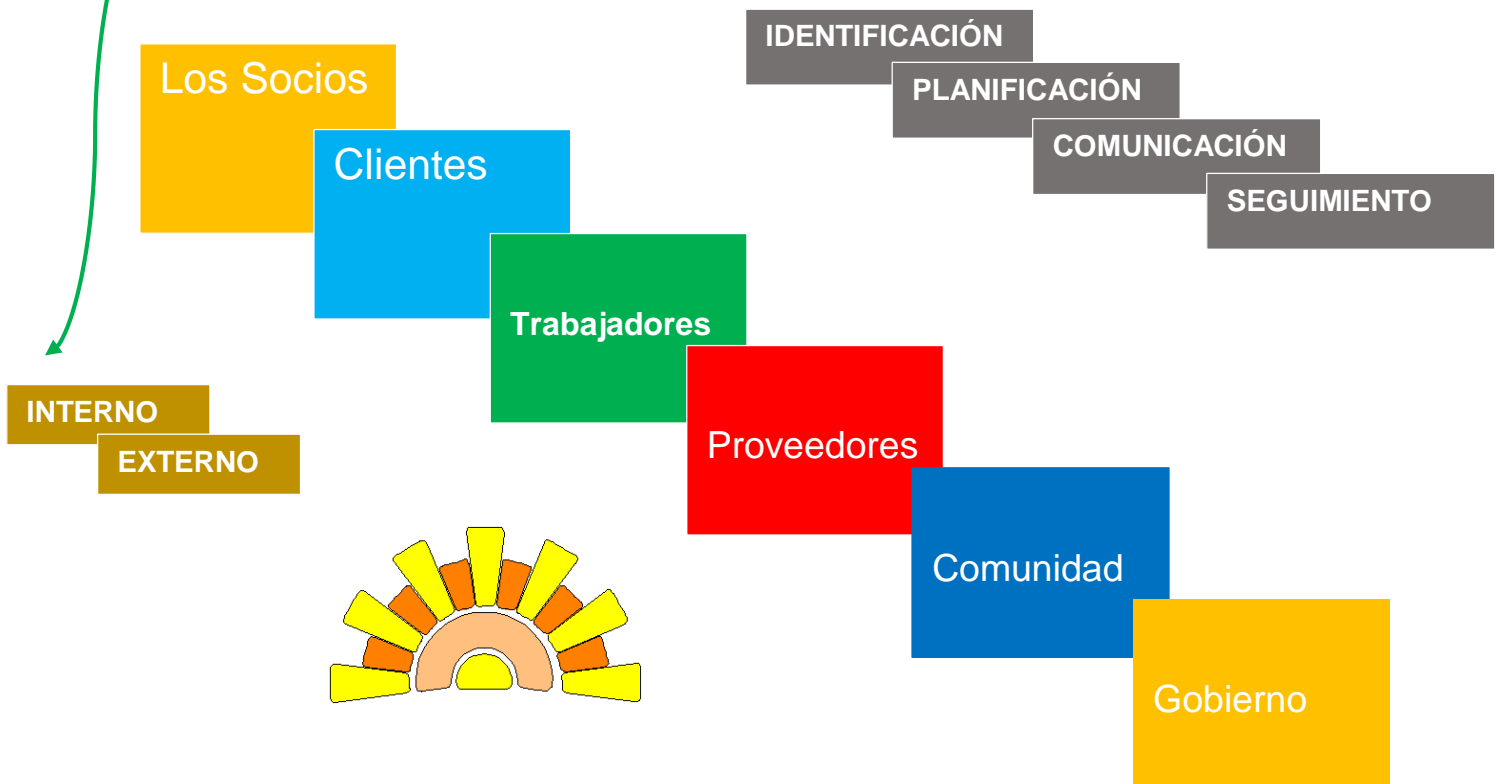 Los Socios
Clientes
Trabajadores
Proveedores
Comunidad
Gobierno
IDENTIFICACIÓN
PLANIFICACIÓN
COMUNICACIÓN
SEGUIMIENTO
INTERNO
EXTERNO